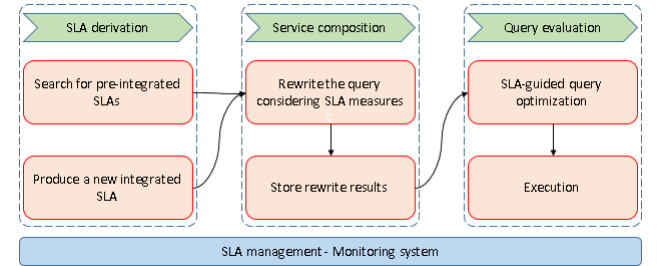 SLA derivation
Service composition
Query evaluation
Search for pre-integrated
SLAs
Rewrite the query
considering SLA measures
SLA-guided query
optimization
Produce a new integrated
SLA
Store rewrite results
Execution
SLA management - Monitoring system